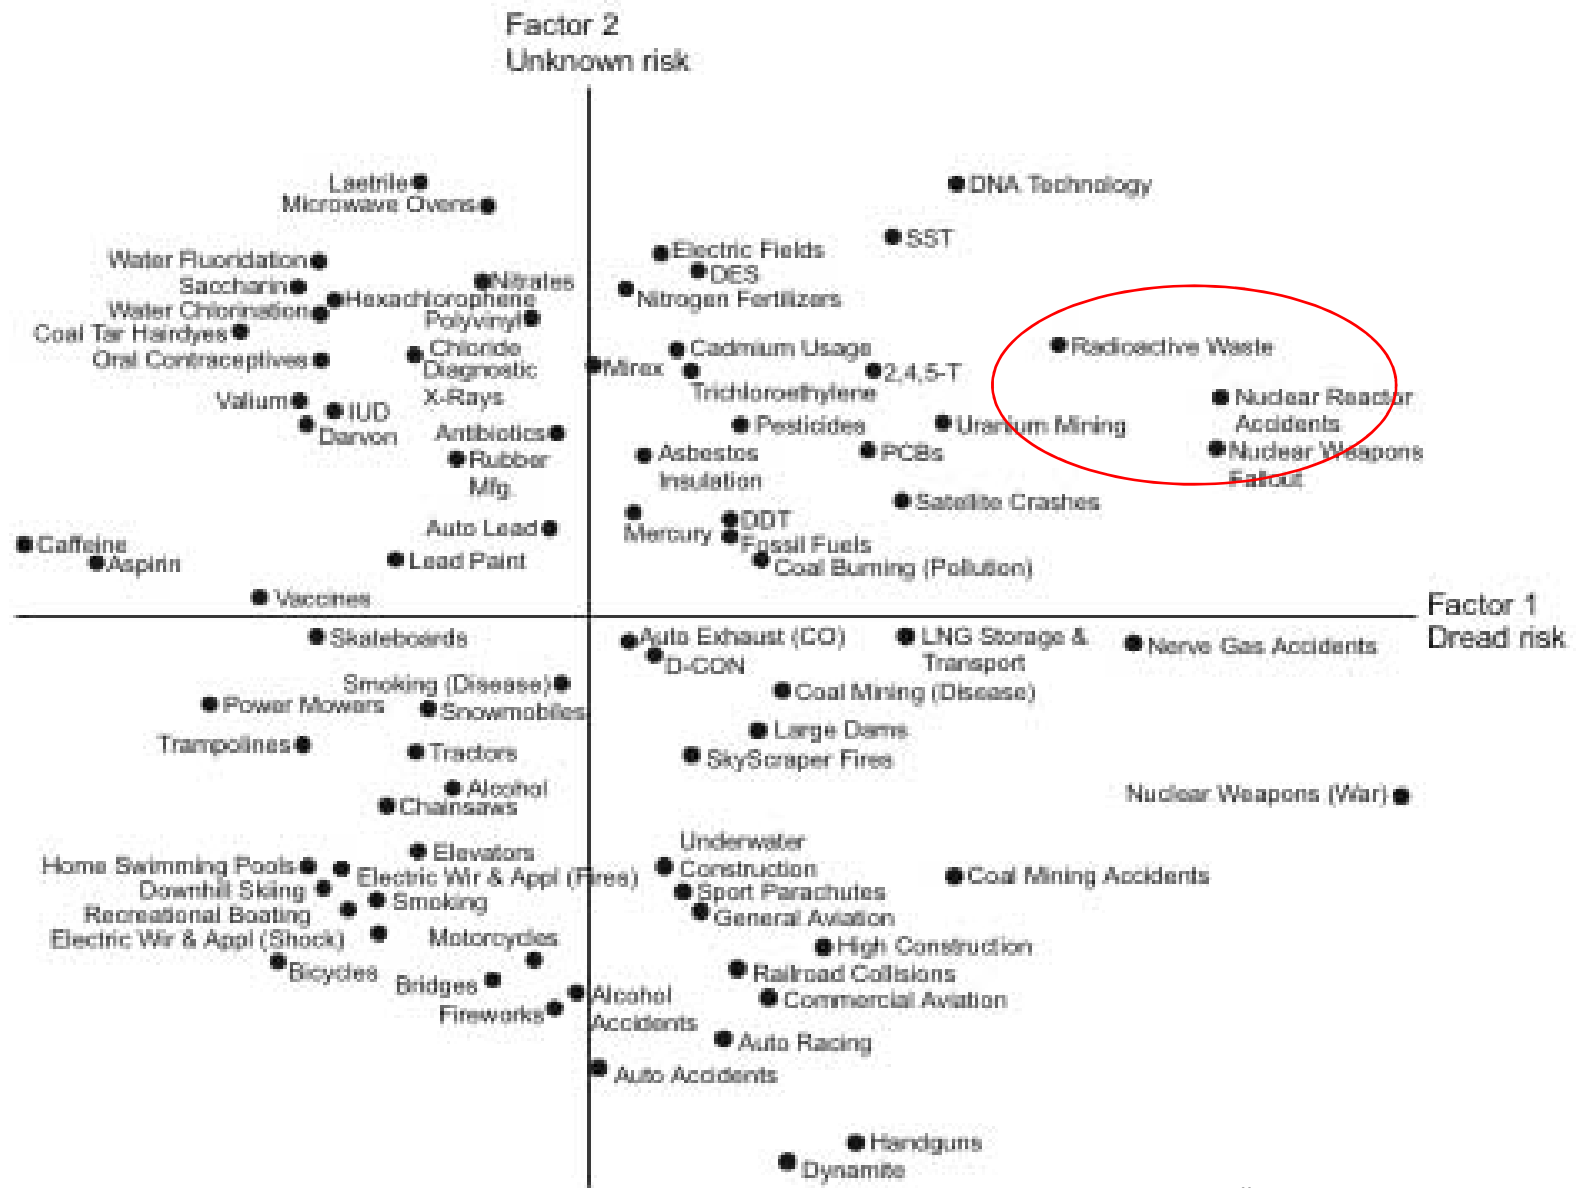 Factor 2
Unknown risk
Laetrile
DNA Technology
Microwave Ovens
SST
Electric Fields
Water Fluoridation
DES
Nitrates
Saccharin
Hexachlorophene
Nitrogen Fertilizers
Water Chlorination
Polyvinyl
Coal Tar Hairdyes
Chloride
Cadmium Usage
Radioactive Waste
Oral Contraceptives
Diagnostic
Mirex
2,4,5-T
X-Rays
Trichloroethylene
Nuclear Reactor
Valium
IUD
Accidents
Darvon
Antibiotics
Pesticides
Uranium Mining
Rubber
Asbestos
PCBs
Nuclear Weapons
Mfg.
Insulation
Fallout
Satellite Crashes
Auto Lead
Mercury
DDT
Caffeine
Fossil Fuels
Aspirin
Lead Paint
Coal Burning (Pollution)
Vaccines
Factor 1
Dread risk
Skateboards
Auto Exhaust (CO)
LNG Storage &
Nerve Gas Accidents
D-CON
Transport
Smoking (Disease)
Coal Mining (Disease)
Power Mowers
Snowmobiles
Large Dams
Trampolines
Tractors
SkyScraper Fires
Alcohol
Nuclear Weapons (War)
Chainsaws
Underwater
Elevators
Construction
Home Swimming Pools
Electric Wir & Appl (Fires)
Coal Mining Accidents
Downhill Skiing
Sport Parachutes
Smoking
Recreational Boating
General Aviation
Electric Wir & Appl (Shock)
Motorcycles
High Construction
Bicycles
Railroad Collisions
Bridges
Alcohol
Commercial Aviation
Fireworks
Accidents
Auto Racing
Auto Accidents
Handguns
Dynamite